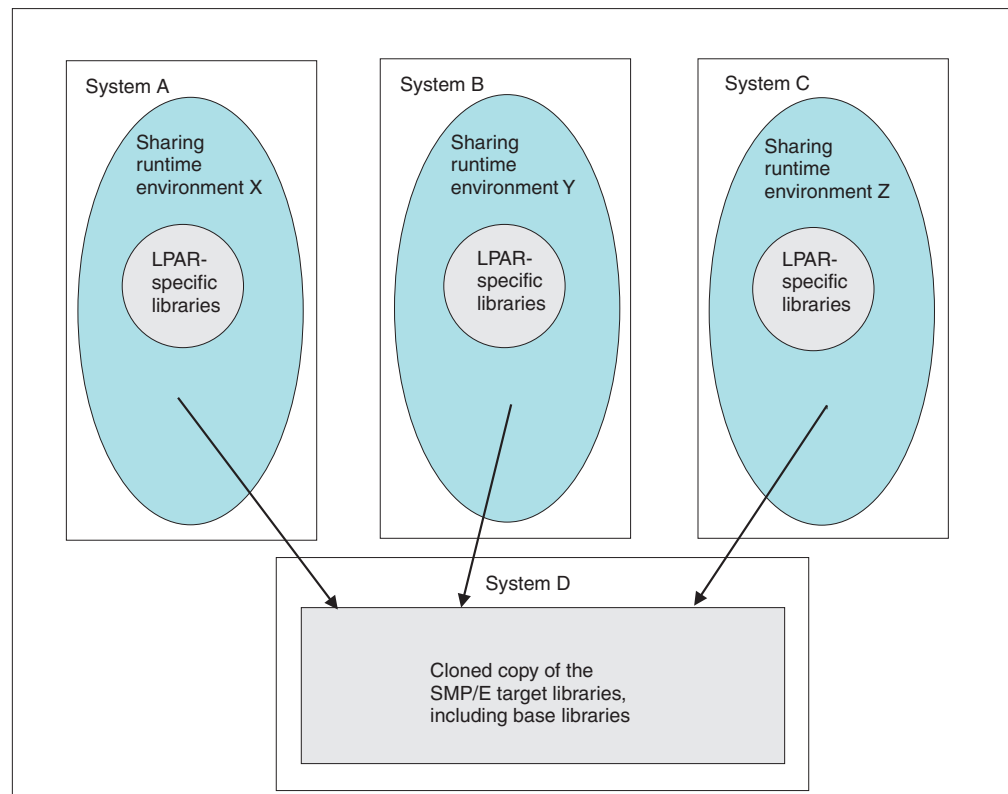 System A
Sharing
runtime
environment X
LPAR-
specific
libraries
System B
Sharing
runtime
environment Y
LPAR-
specific
libraries
System C
Sharing
runtime
environment Z
LPAR-
specific
libraries
System D
Cloned copy of the
SMP/E target libraries,
including base libraries